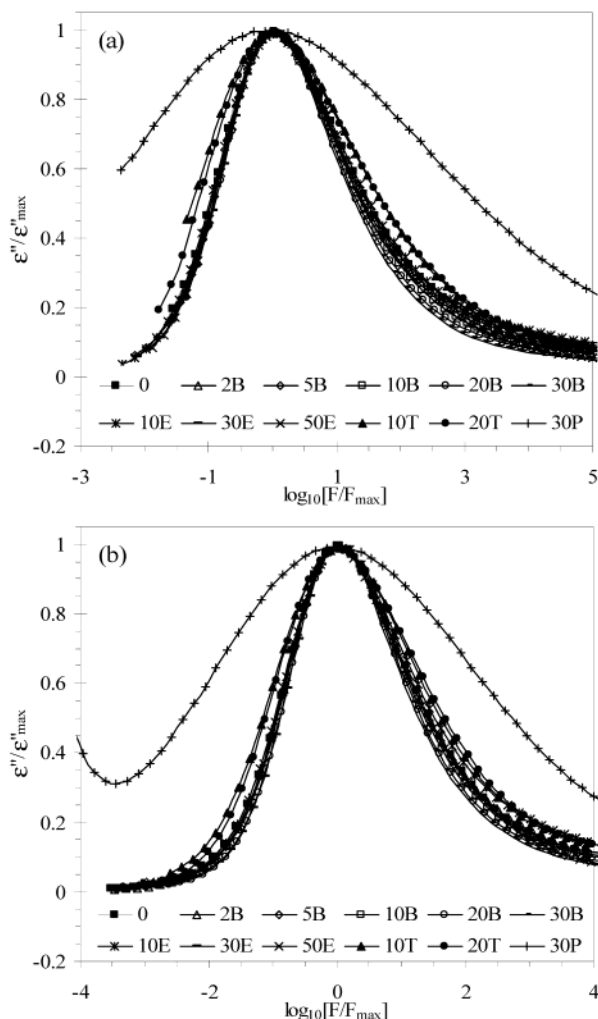 (a)
1
0.8
0.6
0.4
0.2
0
-0.2
ε"/ε"max
0 2B 5B 10B 20B 30B
10E 30E 50E 10T 20T 30P
-3 -1 1 3 5
log10[F/Fmax]
(b)
1
0.8
0.6
0.4
0.2
0
-0.2
ε"/ε"max
0 2B 5B 10B 20B 30B
10E 30E 50E 10T 20T 30P
-4 -2 0 2 4
log10[F/Fmax]